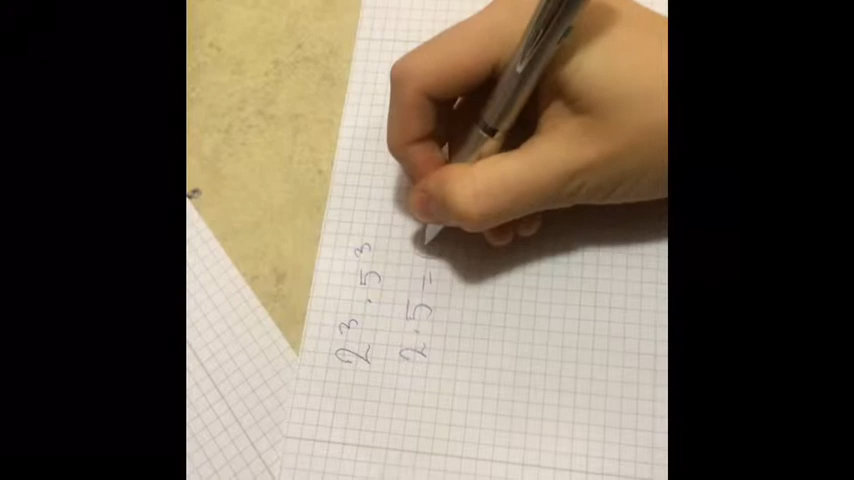 2³ · 5³
2 · 5 =